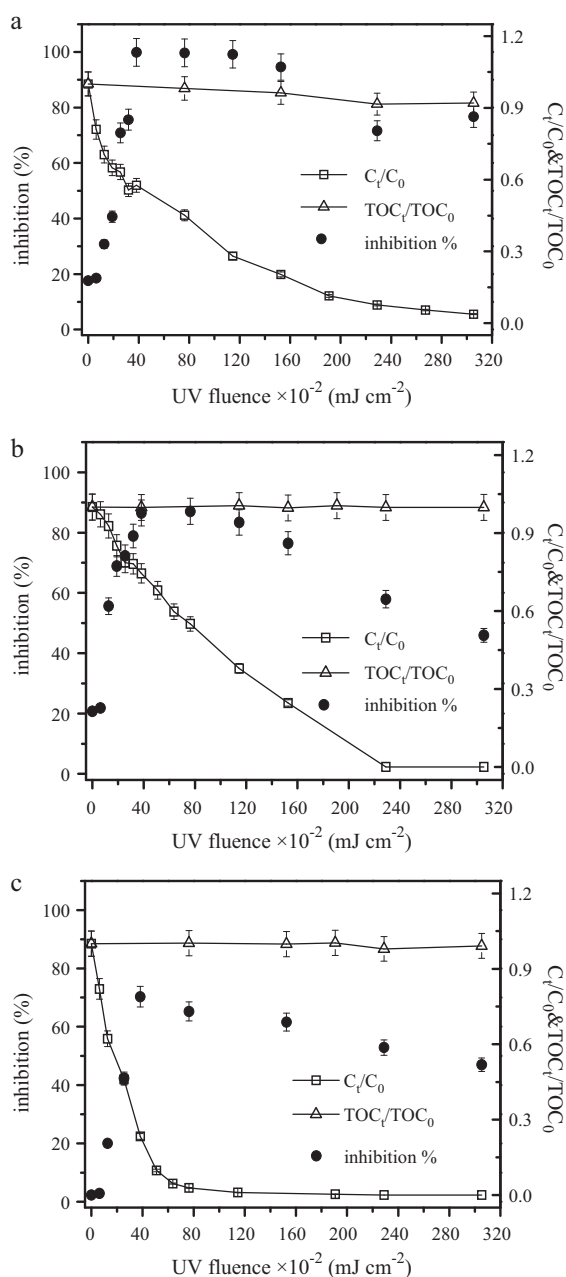 a
100
80
60
40
20
0
inhibition (%)
1.2
0.9
0.6
0.3
0.0
C_t/C_0&TOC_t/TOC_0
C_t/C_0
TOC_t/TOC_0
inhibition %
0 40 80 120 160 200 240 280 320
UV fluence ×10^-2 (mJ cm^-2)
b
100
80
60
40
20
0
inhibition (%)
1.2
0.9
0.6
0.3
0.0
C_t/C_0&TOC_t/TOC_0
C_t/C_0
TOC_t/TOC_0
inhibition %
0 40 80 120 160 200 240 280 320
UV fluence ×10^-2 (mJ cm^-2)
c
100
80
60
40
20
0
inhibition (%)
1.2
0.9
0.6
0.3
0.0
C_t/C_0&TOC_t/TOC_0
C_t/C_0
TOC_t/TOC_0
inhibition %
0 40 80 120 160 200 240 280 320
UV fluence ×10^-2 (mJ cm^-2)